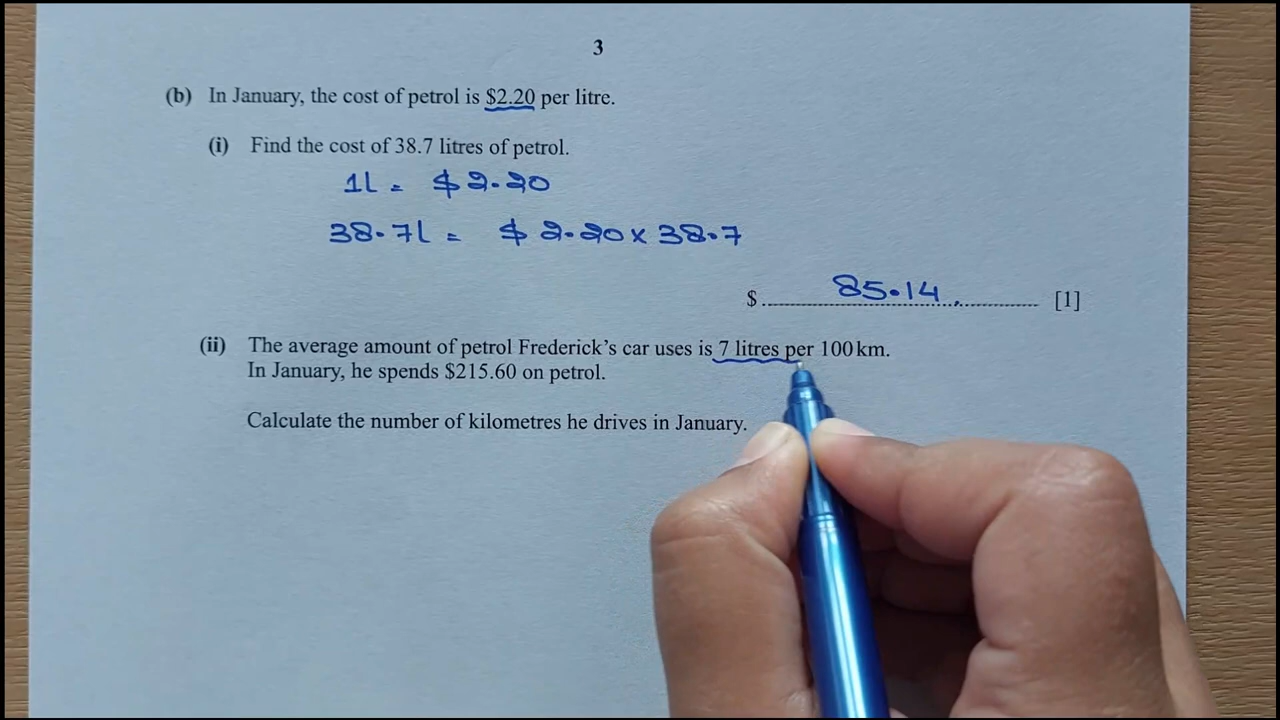 3
(b) In January, the cost of petrol is $2.20 per litre.
(i) Find the cost of 38.7 litres of petrol.
1L = $2.20
38.7L = $2.20 x 38.7
$ 85.14 [1]
(ii) The average amount of petrol Frederick's car uses is 7 litres per 100 km.
In January, he spends $215.60 on petrol.
Calculate the number of kilometres he drives in January.